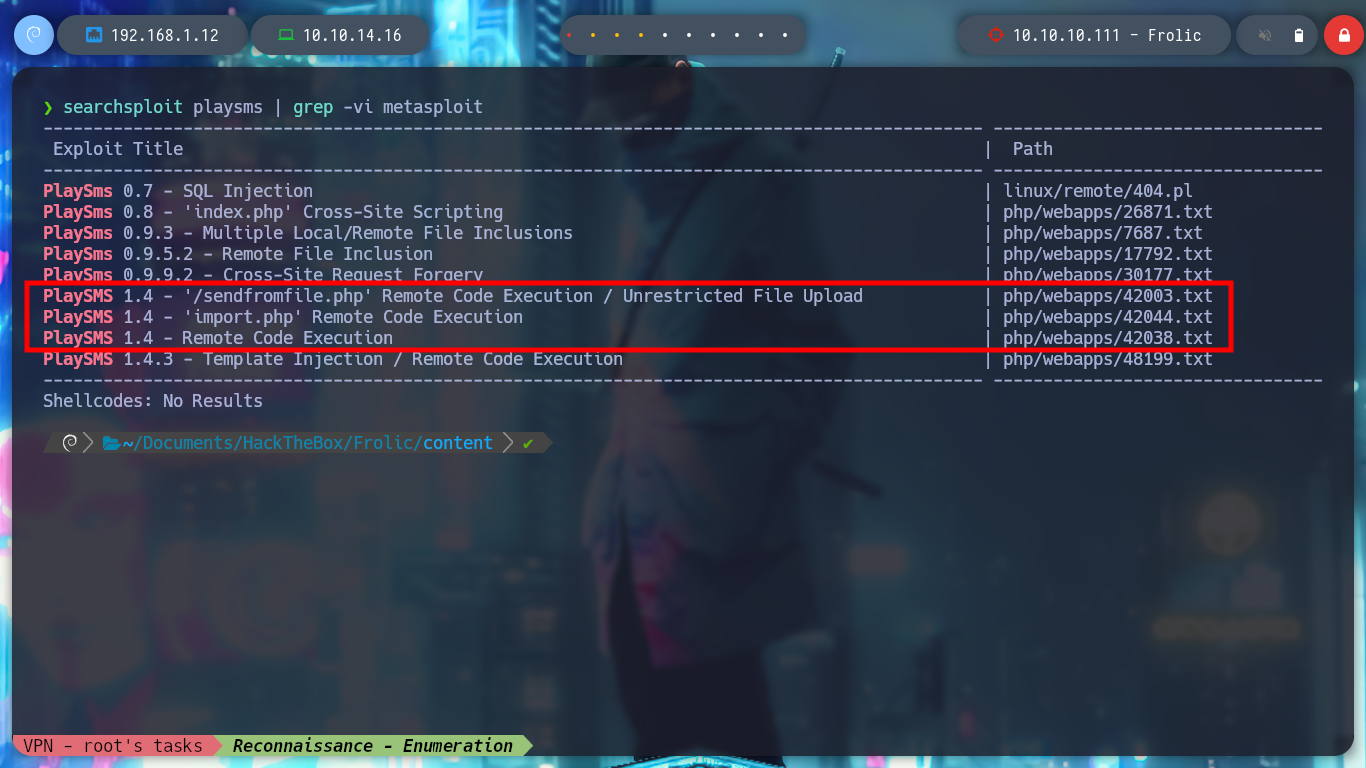 192.168.1.12 10.10.14.16 10.10.10.111 - Frolic
❯ searchsploit playsms | grep -vi metasploit
---------------------------------------------------------------------------------------------- ---------------------------------
Exploit Title | Path
---------------------------------------------------------------------------------------------- ---------------------------------
PlaySms 0.7 - SQL Injection | linux/remote/404.pl
PlaySms 0.8 - 'index.php' Cross-Site Scripting | php/webapps/26871.txt
PlaySms 0.9.3 - Multiple Local/Remote File Inclusions | php/webapps/7687.txt
PlaySms 0.9.5.2 - Remote File Inclusion | php/webapps/17792.txt
PlaySms 0.9.9.2 - Cross-Site Request Forgery | php/webapps/30177.txt
PlaySMS 1.4 - '/sendfromfile.php' Remote Code Execution / Unrestricted File Upload | php/webapps/42003.txt
PlaySMS 1.4 - 'import.php' Remote Code Execution | php/webapps/42044.txt
PlaySMS 1.4 - Remote Code Execution | php/webapps/42038.txt
PlaySMS 1.4.3 - Template Injection / Remote Code Execution | php/webapps/48199.txt
---------------------------------------------------------------------------------------------- ---------------------------------
Shellcodes: No Results
~/Documents/HackTheBox/Frolic/content ✔
VPN - root's tasks Reconnaissance - Enumeration